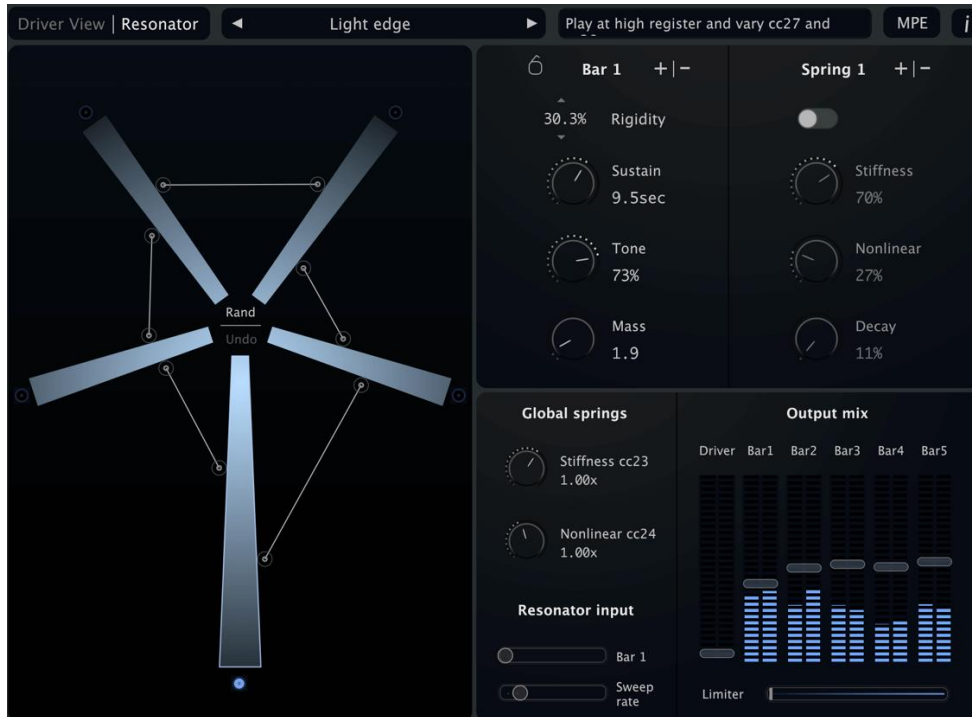 Driver View | Resonator
Light edge
Play at high register and vary cc27 and
MPE
i
Rand
Undo
Bar 1 + | −
30.3% Rigidity
Sustain
9.5sec
Tone
73%
Mass
1.9
Spring 1 + | −
Stiffness
70%
Nonlinear
27%
Decay
11%
Global springs
Stiffness cc23
1.00x
Nonlinear cc24
1.00x
Resonator input
Bar 1
Sweep
rate
Output mix
Driver Bar1 Bar2 Bar3 Bar4 Bar5
Limiter